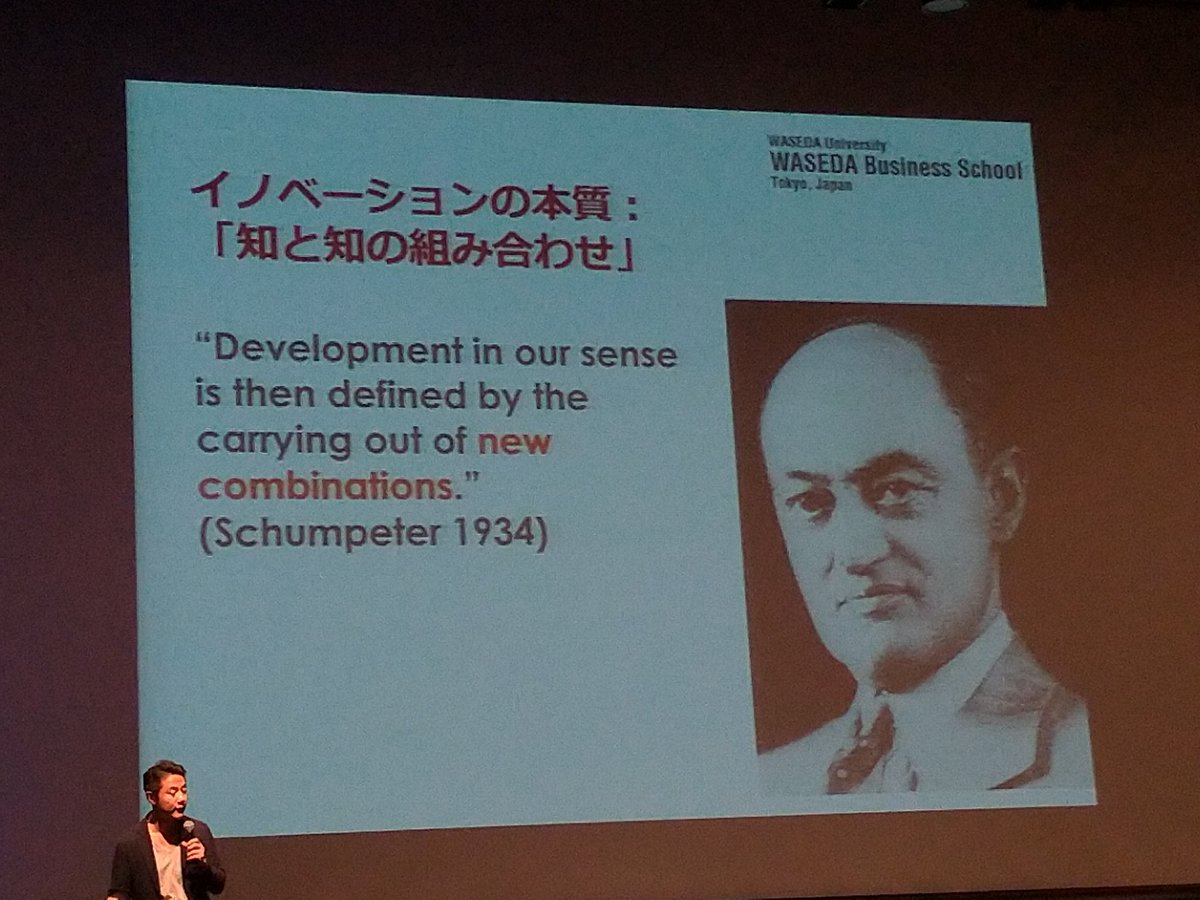 WASEDA University
WASEDA Business School
Tokyo, Japan
イノベーションの本質：
「知と知の組み合わせ」
“Development in our sense
is then defined by the
carrying out of new
combinations.”
(Schumpeter 1934)